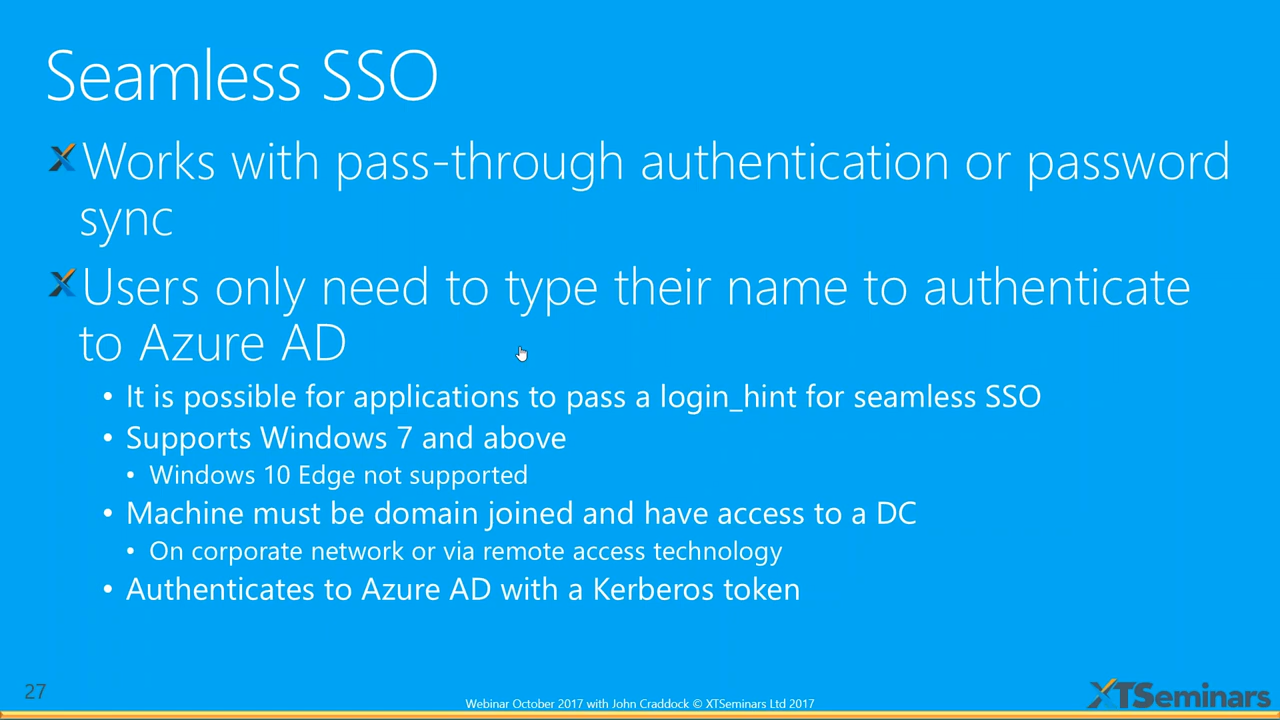 Seamless SSO
Works with pass-through authentication or password
sync
Users only need to type their name to authenticate
to Azure AD
• It is possible for applications to pass a login_hint for seamless SSO
• Supports Windows 7 and above
• Windows 10 Edge not supported
• Machine must be domain joined and have access to a DC
• On corporate network or via remote access technology
• Authenticates to Azure AD with a Kerberos token
27
Webinar October 2017 with John Craddock © XTSeminars Ltd 2017
XTSeminars